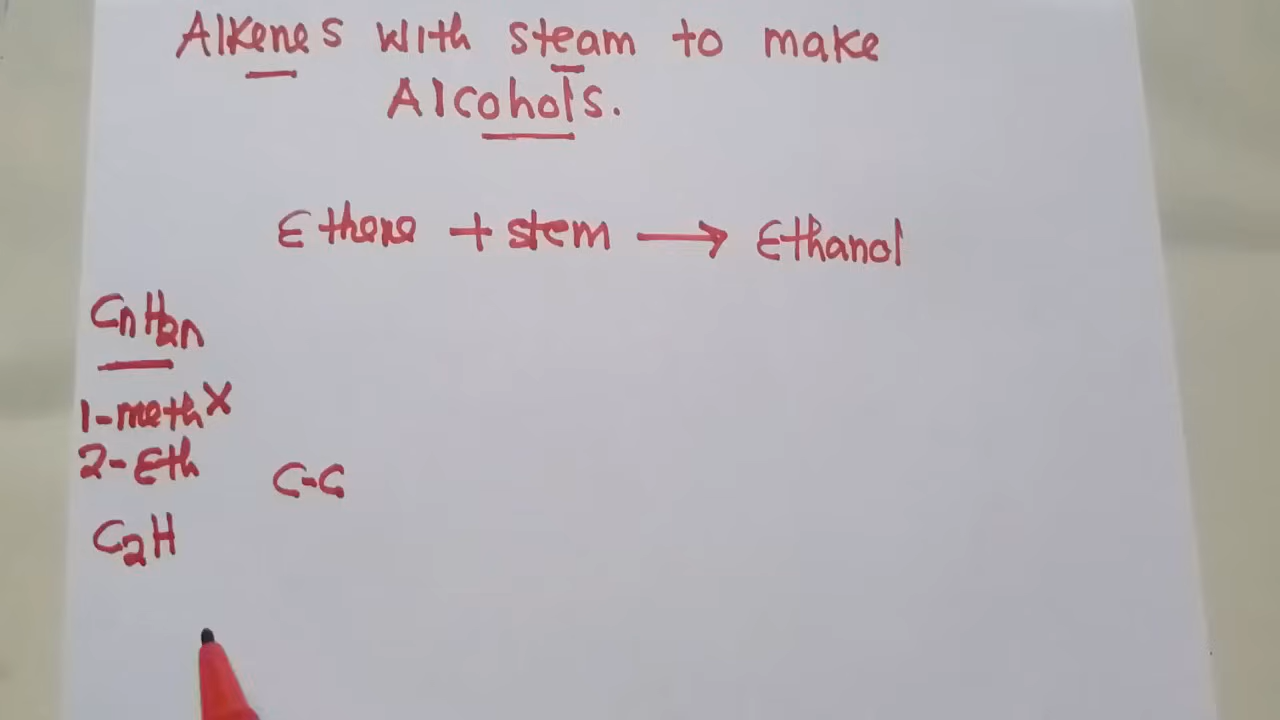 Alkenes with steam to make
Alcohols.
Ethene + stem → Ethanol
CnH2n
1-meth X
2-Eth
C-C
C2H